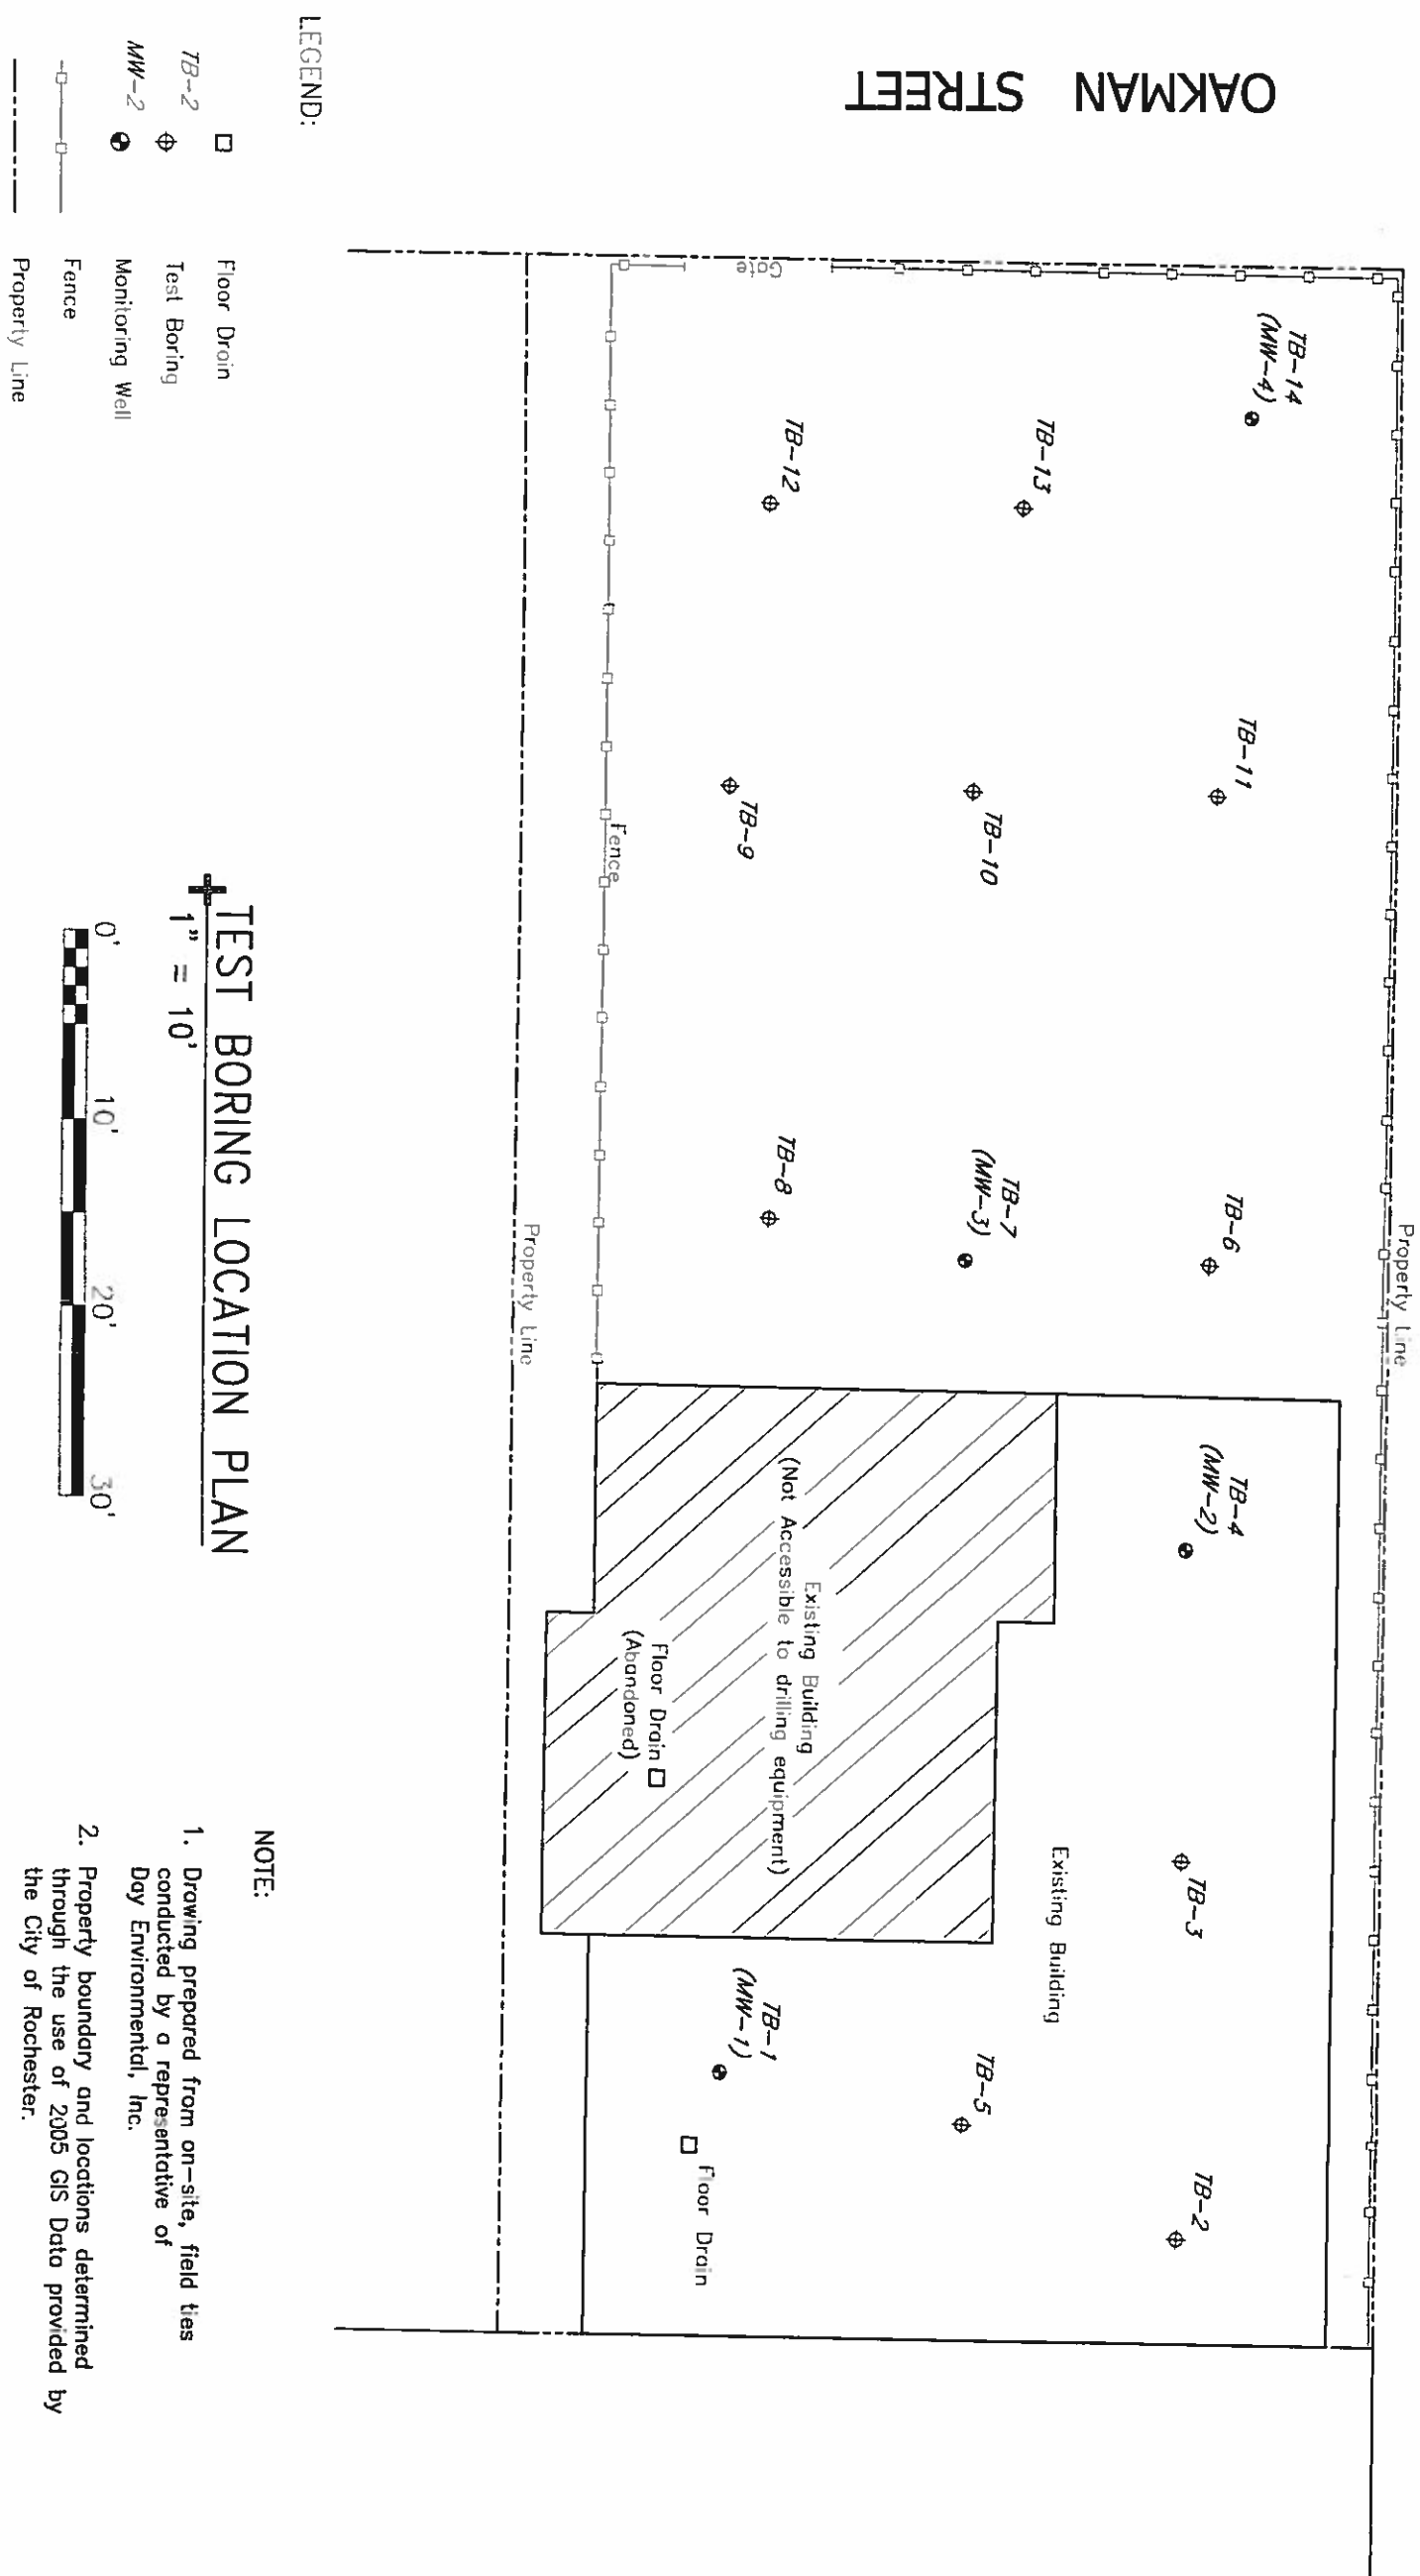 OAKMAN STREET
Gate
Property Line
TB-14
(MW-4)
TB-13
TB-12
TB-11
TB-10
TB-9
Fence
TB-6
TB-7
(MW-3)
TB-8
Property Line
TB-4
(MW-2)
Existing Building
(Not Accessible to drilling equipment)
Floor Drain
(Abandoned)
TB-3
Existing Building
TB-5
TB-1
(MW-1)
TB-2
Floor Drain
LEGEND:
Floor Drain
TB-2 Test Boring
MW-2 Monitoring Well
Fence
Property Line
TEST BORING LOCATION PLAN
1" = 10'
0' 10' 20' 30'
NOTE:
1. Drawing prepared from on-site, field ties
conducted by a representative of
Day Environmental, Inc.
2. Property boundary and locations determined
through the use of 2005 GIS Data provided by
the City of Rochester.